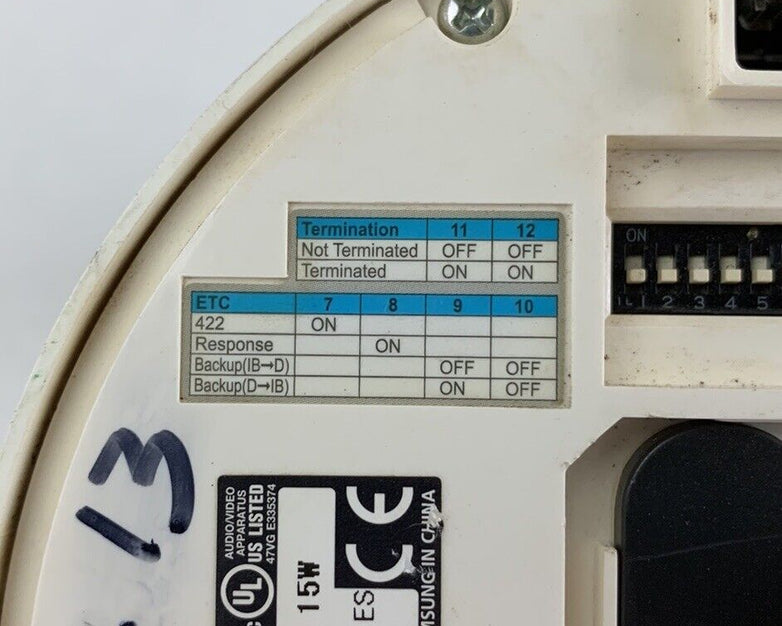 Termination 11 12
Not Terminated OFF OFF
Terminated ON ON
ETC 7 8 9 10
422 ON
Response ON
Backup(IB→D) OFF OFF
Backup(D→IB) ON OFF
ON
1 2 3 4 5
13
AUDIO/VIDEO
APPARATUS
US LISTED
47VG E335374
UL
15W
CE
ES
MSUNG IN CHINA